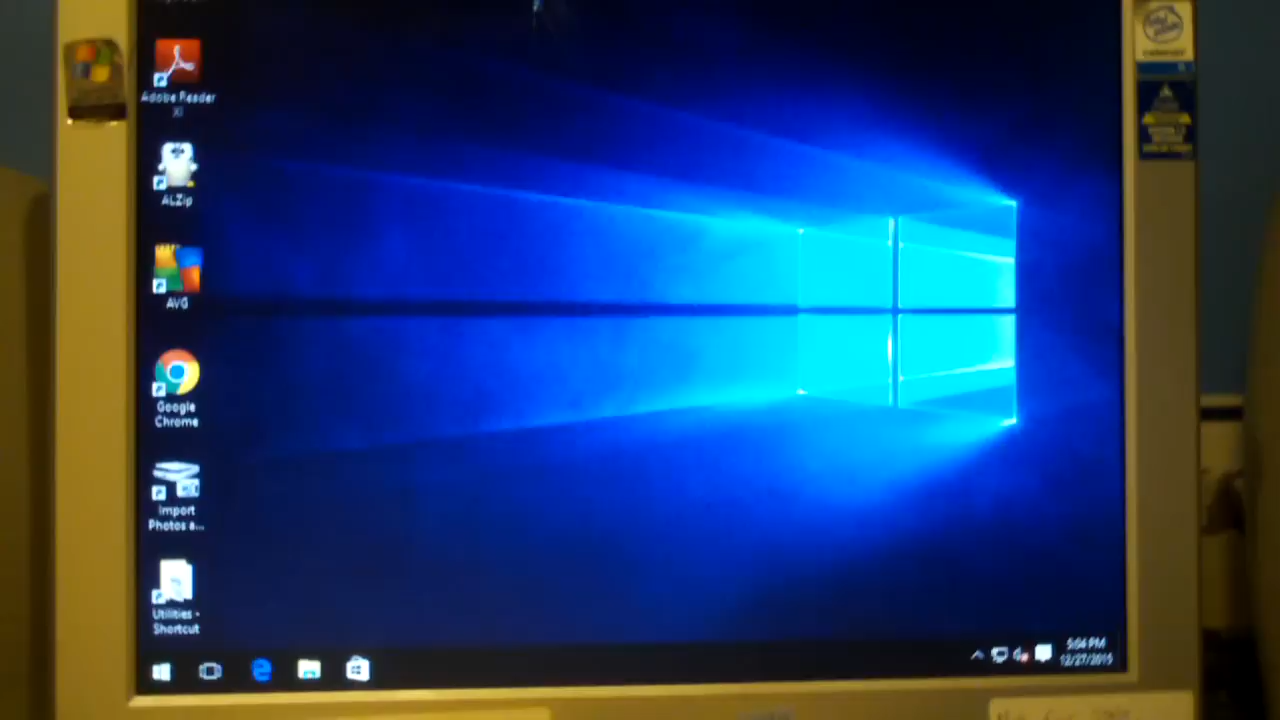 Adobe Reader
XI
ALZip
AVG
Google
Chrome
Import
Photos a...
Utilities -
Shortcut
5:04 PM
12/27/2015